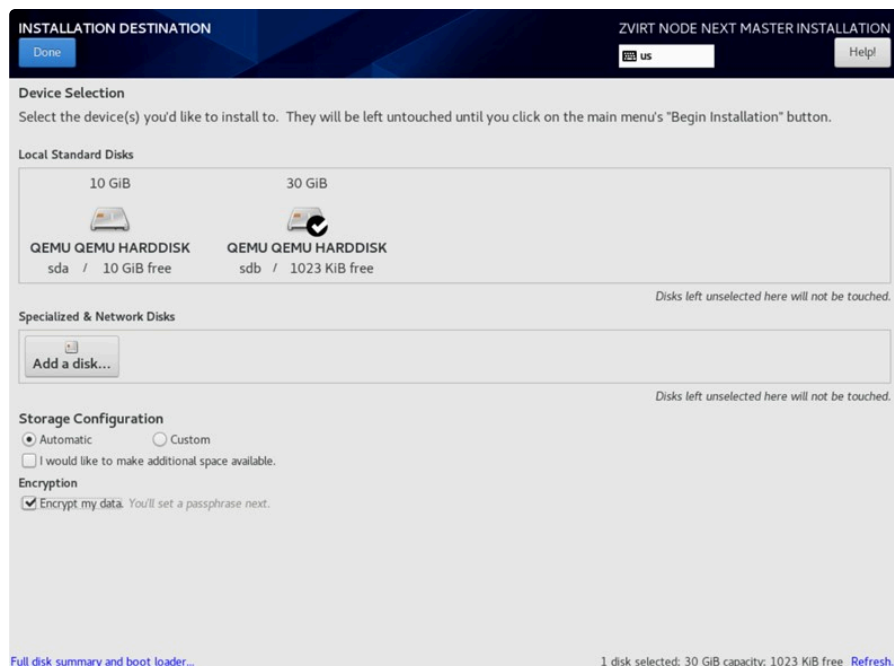 INSTALLATION DESTINATION
ZVIRT NODE NEXT MASTER INSTALLATION
Done
us
Help!
Device Selection
Select the device(s) you'd like to install to. They will be left untouched until you click on the main menu's "Begin Installation" button.
Local Standard Disks
10 GiB
30 GiB
QEMU QEMU HARDDISK
QEMU QEMU HARDDISK
sda / 10 GiB free
sdb / 1023 KiB free
Disks left unselected here will not be touched.
Specialized & Network Disks
Add a disk...
Disks left unselected here will not be touched.
Storage Configuration
Automatic
Custom
I would like to make additional space available.
Encryption
Encrypt my data. You'll set a passphrase next.
Full disk summary and boot loader...
1 disk selected; 30 GiB capacity; 1023 KiB free Refresh